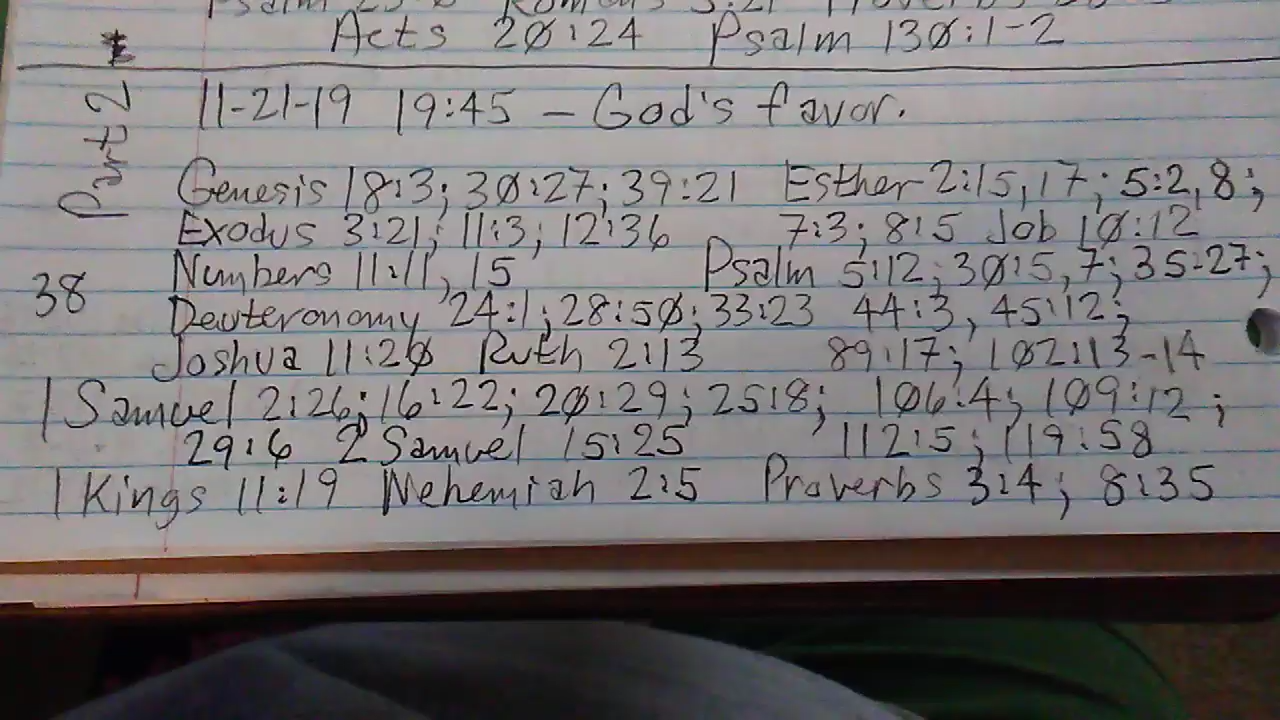 Acts 20:24 Psalm 130:1-2
Part 2 *
11-21-19 19:45 – God's favor.
Genesis 18:3; 30:27; 39:21 Esther 2:15, 17; 5:2, 8;
Exodus 3:21; 11:3; 12:36 7:3; 8:5 Job 10:12
38
Numbers 11:11, 15 Psalm 5:12; 30:5, 7; 35:27;
Deuteronomy 24:1; 28:50; 33:23 44:3, 45:12;
Joshua 11:20 Ruth 2:13 89:17; 102:13-14
1 Samuel 2:26; 16:22; 20:29; 25:8; 106:4; 109:12;
29:6 2 Samuel 15:25 112:5; 119:58
1 Kings 11:19 Nehemiah 2:5 Proverbs 3:4; 8:35